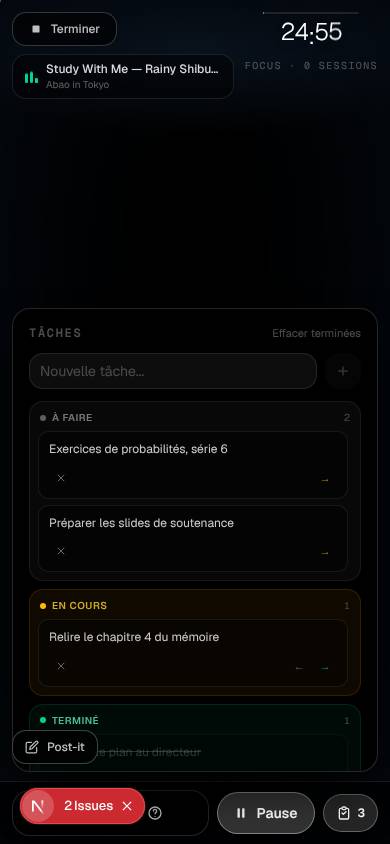 Terminer
24:55
Study With Me — Rainy Shibu...
Abao in Tokyo
FOCUS · 0 SESSIONS
TÂCHES
Effacer terminées
Nouvelle tâche...
+
À FAIRE
2
Exercices de probabilités, série 6
×
→
Préparer les slides de soutenance
×
→
EN COURS
1
Relire le chapitre 4 du mémoire
×
← →
TERMINÉ
1
le plan au directeur
Post-it
N
2 Issues
×
?
Pause
3